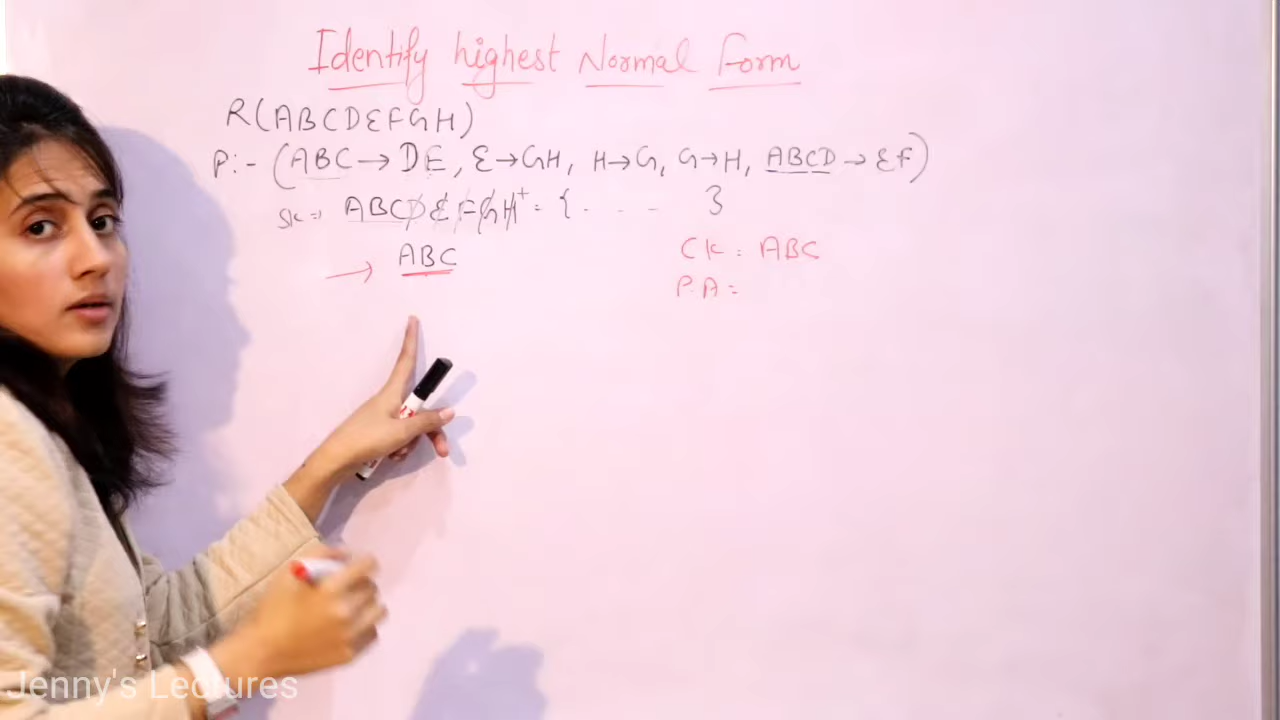 Identify highest Normal Form
R(ABCDEFGH)
F:- (ABC → DE, E→GH, H→G, G→H, ABCD → EF)
SK => ABCDEFGH⁺ = { - - - }
→ ABC
CK = ABC
P.A =
Jenny's Lectures